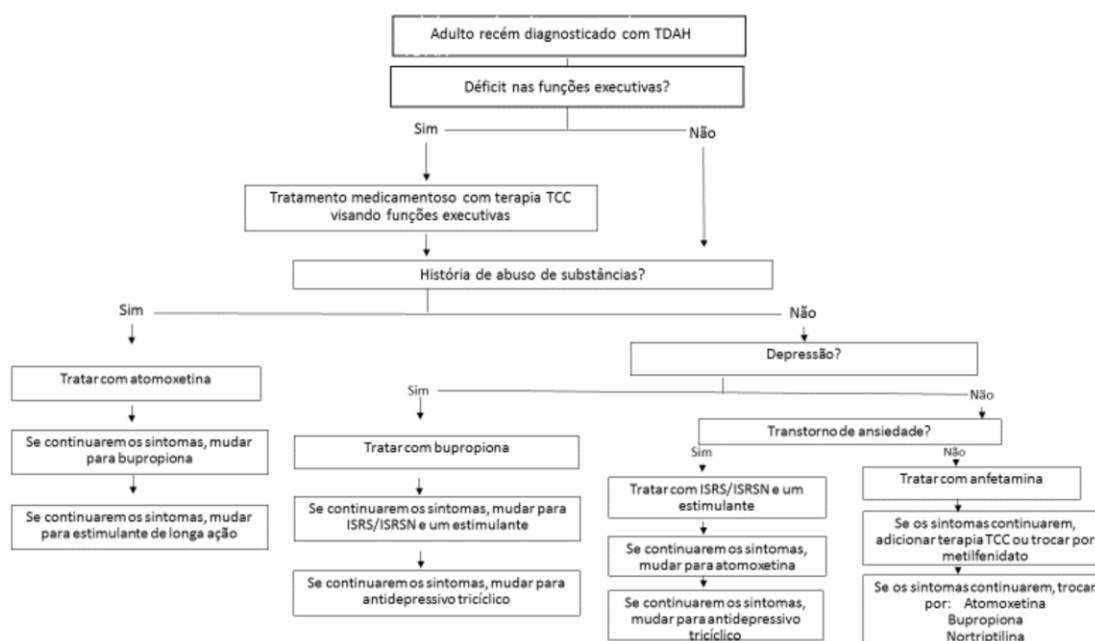 Adulto recém diagnosticado com TDAH
Déficit nas funções executivas?
Sim
Não
Tratamento medicamentoso com terapia TCC
visando funções executivas
História de abuso de substâncias?
Sim
Não
Depressão?
Tratar com atomoxetina
Sim
Não
Se continuarem os sintomas, mudar
para bupropiona
Tratar com bupropiona
Transtorno de ansiedade?
Sim
Não
Se continuarem os sintomas, mudar
para estimulante de longa ação
Se continuarem os sintomas, mudar para
ISRS/ISRSN e um estimulante
Tratar com ISRS/ISRSN e um
estimulante
Tratar com anfetamina
Se continuarem os sintomas, mudar para
antidepressivo tricíclico
Se continuarem os sintomas,
mudar para atomoxetina
Se os sintomas continuarem,
adicionar terapia TCC ou trocar por
metilfenidato
Se continuarem os sintomas,
mudar para antidepressivo
tricíclico
Se os sintomas continuarem, trocar
por: Atomoxetina
Bupropiona
Nortriptilina